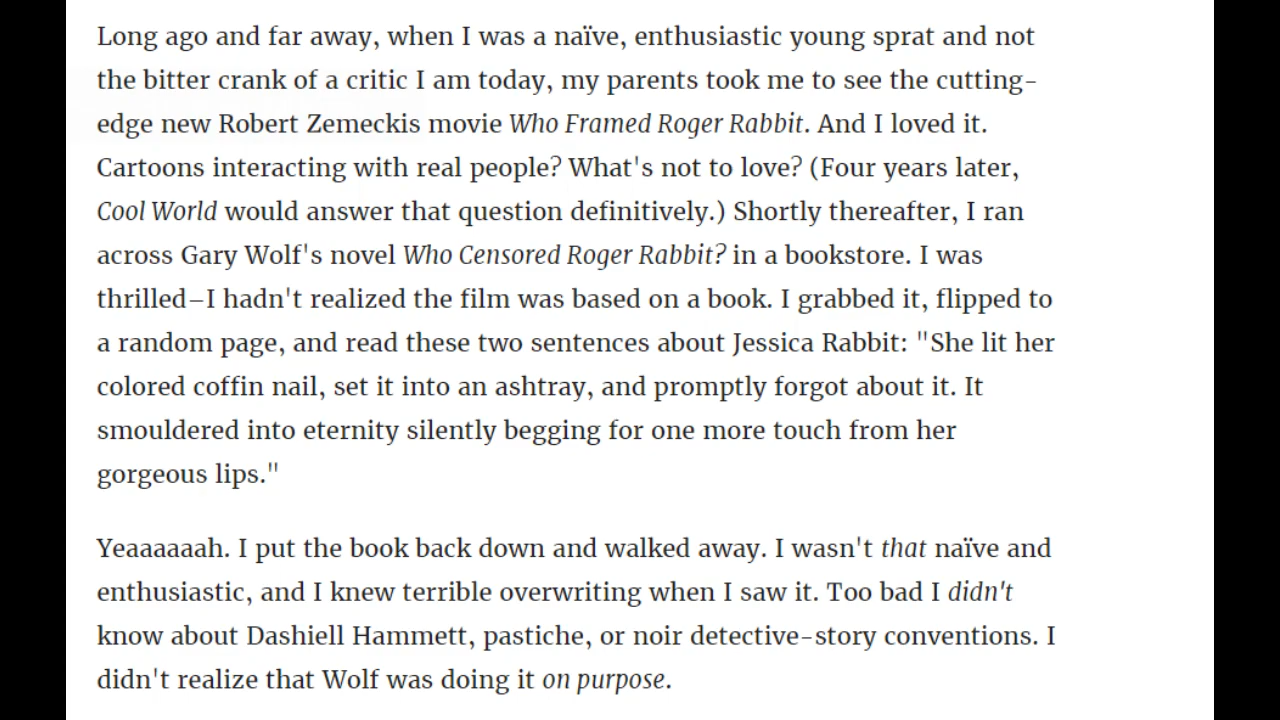 Long ago and far away, when I was a naïve, enthusiastic young sprat and not
the bitter crank of a critic I am today, my parents took me to see the cutting-
edge new Robert Zemeckis movie Who Framed Roger Rabbit. And I loved it.
Cartoons interacting with real people? What's not to love? (Four years later,
Cool World would answer that question definitively.) Shortly thereafter, I ran
across Gary Wolf's novel Who Censored Roger Rabbit? in a bookstore. I was
thrilled–I hadn't realized the film was based on a book. I grabbed it, flipped to
a random page, and read these two sentences about Jessica Rabbit: "She lit her
colored coffin nail, set it into an ashtray, and promptly forgot about it. It
smouldered into eternity silently begging for one more touch from her
gorgeous lips."
Yeaaaaaah. I put the book back down and walked away. I wasn't that naïve and
enthusiastic, and I knew terrible overwriting when I saw it. Too bad I didn't
know about Dashiell Hammett, pastiche, or noir detective-story conventions. I
didn't realize that Wolf was doing it on purpose.